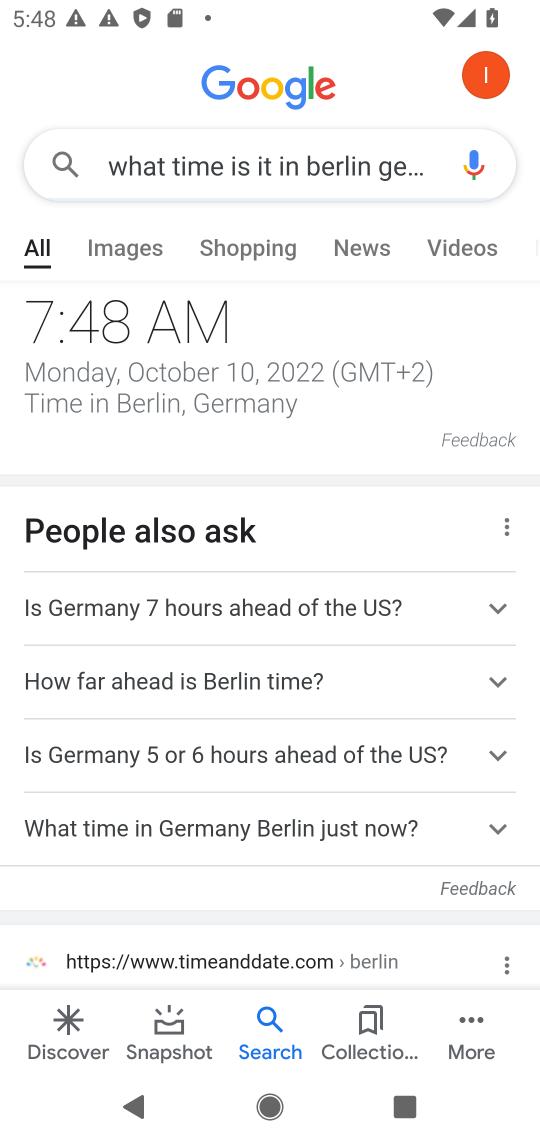 5:48
Google
I
what time is it in berlin ge...
All Images Shopping News Videos
7:48 AM
Monday, October 10, 2022 (GMT+2)
Time in Berlin, Germany
Feedback
People also ask
Is Germany 7 hours ahead of the US?
How far ahead is Berlin time?
Is Germany 5 or 6 hours ahead of the US?
What time in Germany Berlin just now?
Feedback
https://www.timeanddate.com › berlin
Discover Snapshot Search Collectio... More